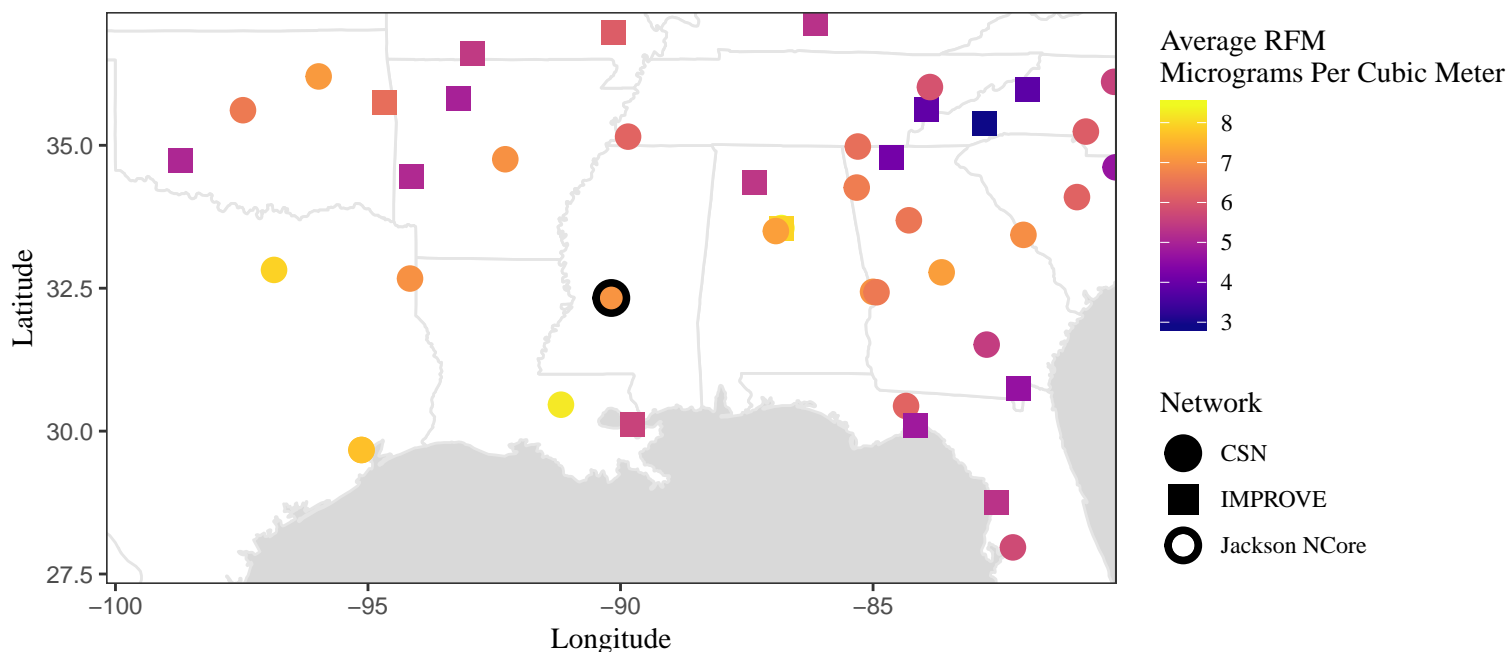 Average RFM
Micrograms Per Cubic Meter
8
7
6
5
4
3
Network
CSN
IMPROVE
Jackson NCore
Latitude
35.0
32.5
30.0
27.5
−100
−95
−90
−85
Longitude